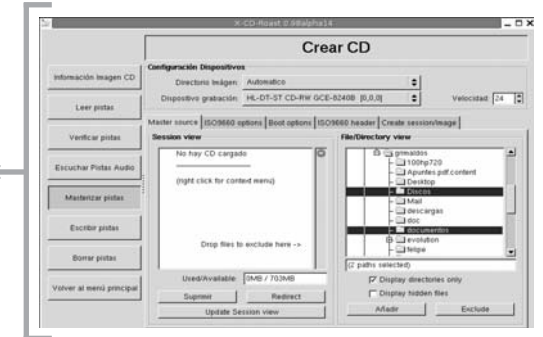 X-CD-Roast 0.98alpha14
Crear CD
Configuración Dispositivos
Directorio Imágen: Automático
Dispositivo grabación: HL-DT-ST CD-RW GCE-8240B [0,0,0] Velocidad: 24
Información Imagen CD
Leer pistas
Verificar pistas
Escuchar Pistas Audio
Masterizar pistas
Escribir pistas
Borrar pistas
Volver al menú principal
Master source ISO9660 options Boot options ISO9660 header Create session/image
Session view
No hay CD cargado
(right click for context menu)
Drop files to exclude here ->
Used/Available: 0MB / 703MB
Suprimir Redirect
Update Session view
File/Directory view
grimaldos
100hp720
Apuntes.pdf.content
Desktop
Discos
Mail
descargas
doc
documentos
evolution
felipe
(2 paths selected)
Display directories only
Display hidden files
Añadir Exclude